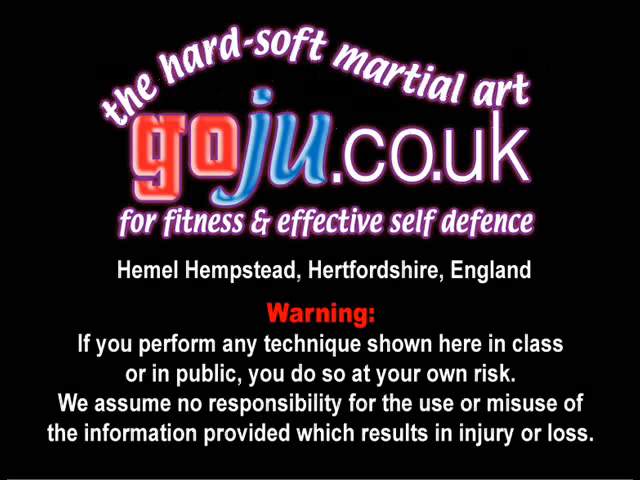 the hard-soft martial art
goju.co.uk
for fitness & effective self defence
Hemel Hempstead, Hertfordshire, England
Warning:
If you perform any technique shown here in class
or in public, you do so at your own risk.
We assume no responsibility for the use or misuse of
the information provided which results in injury or loss.